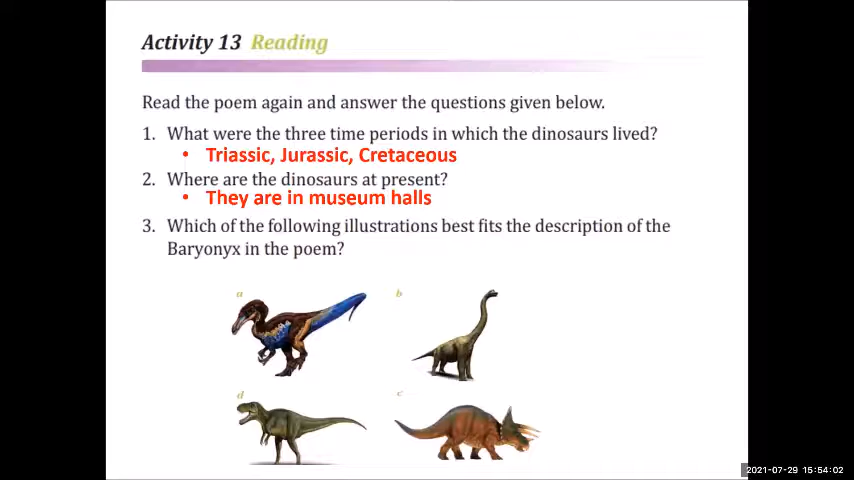 Activity 13 Reading
Read the poem again and answer the questions given below.
1. What were the three time periods in which the dinosaurs lived?
• Triassic, Jurassic, Cretaceous
2. Where are the dinosaurs at present?
• They are in museum halls
3. Which of the following illustrations best fits the description of the
Baryonyx in the poem?
a b
d c
2021-07-29 15:54:02